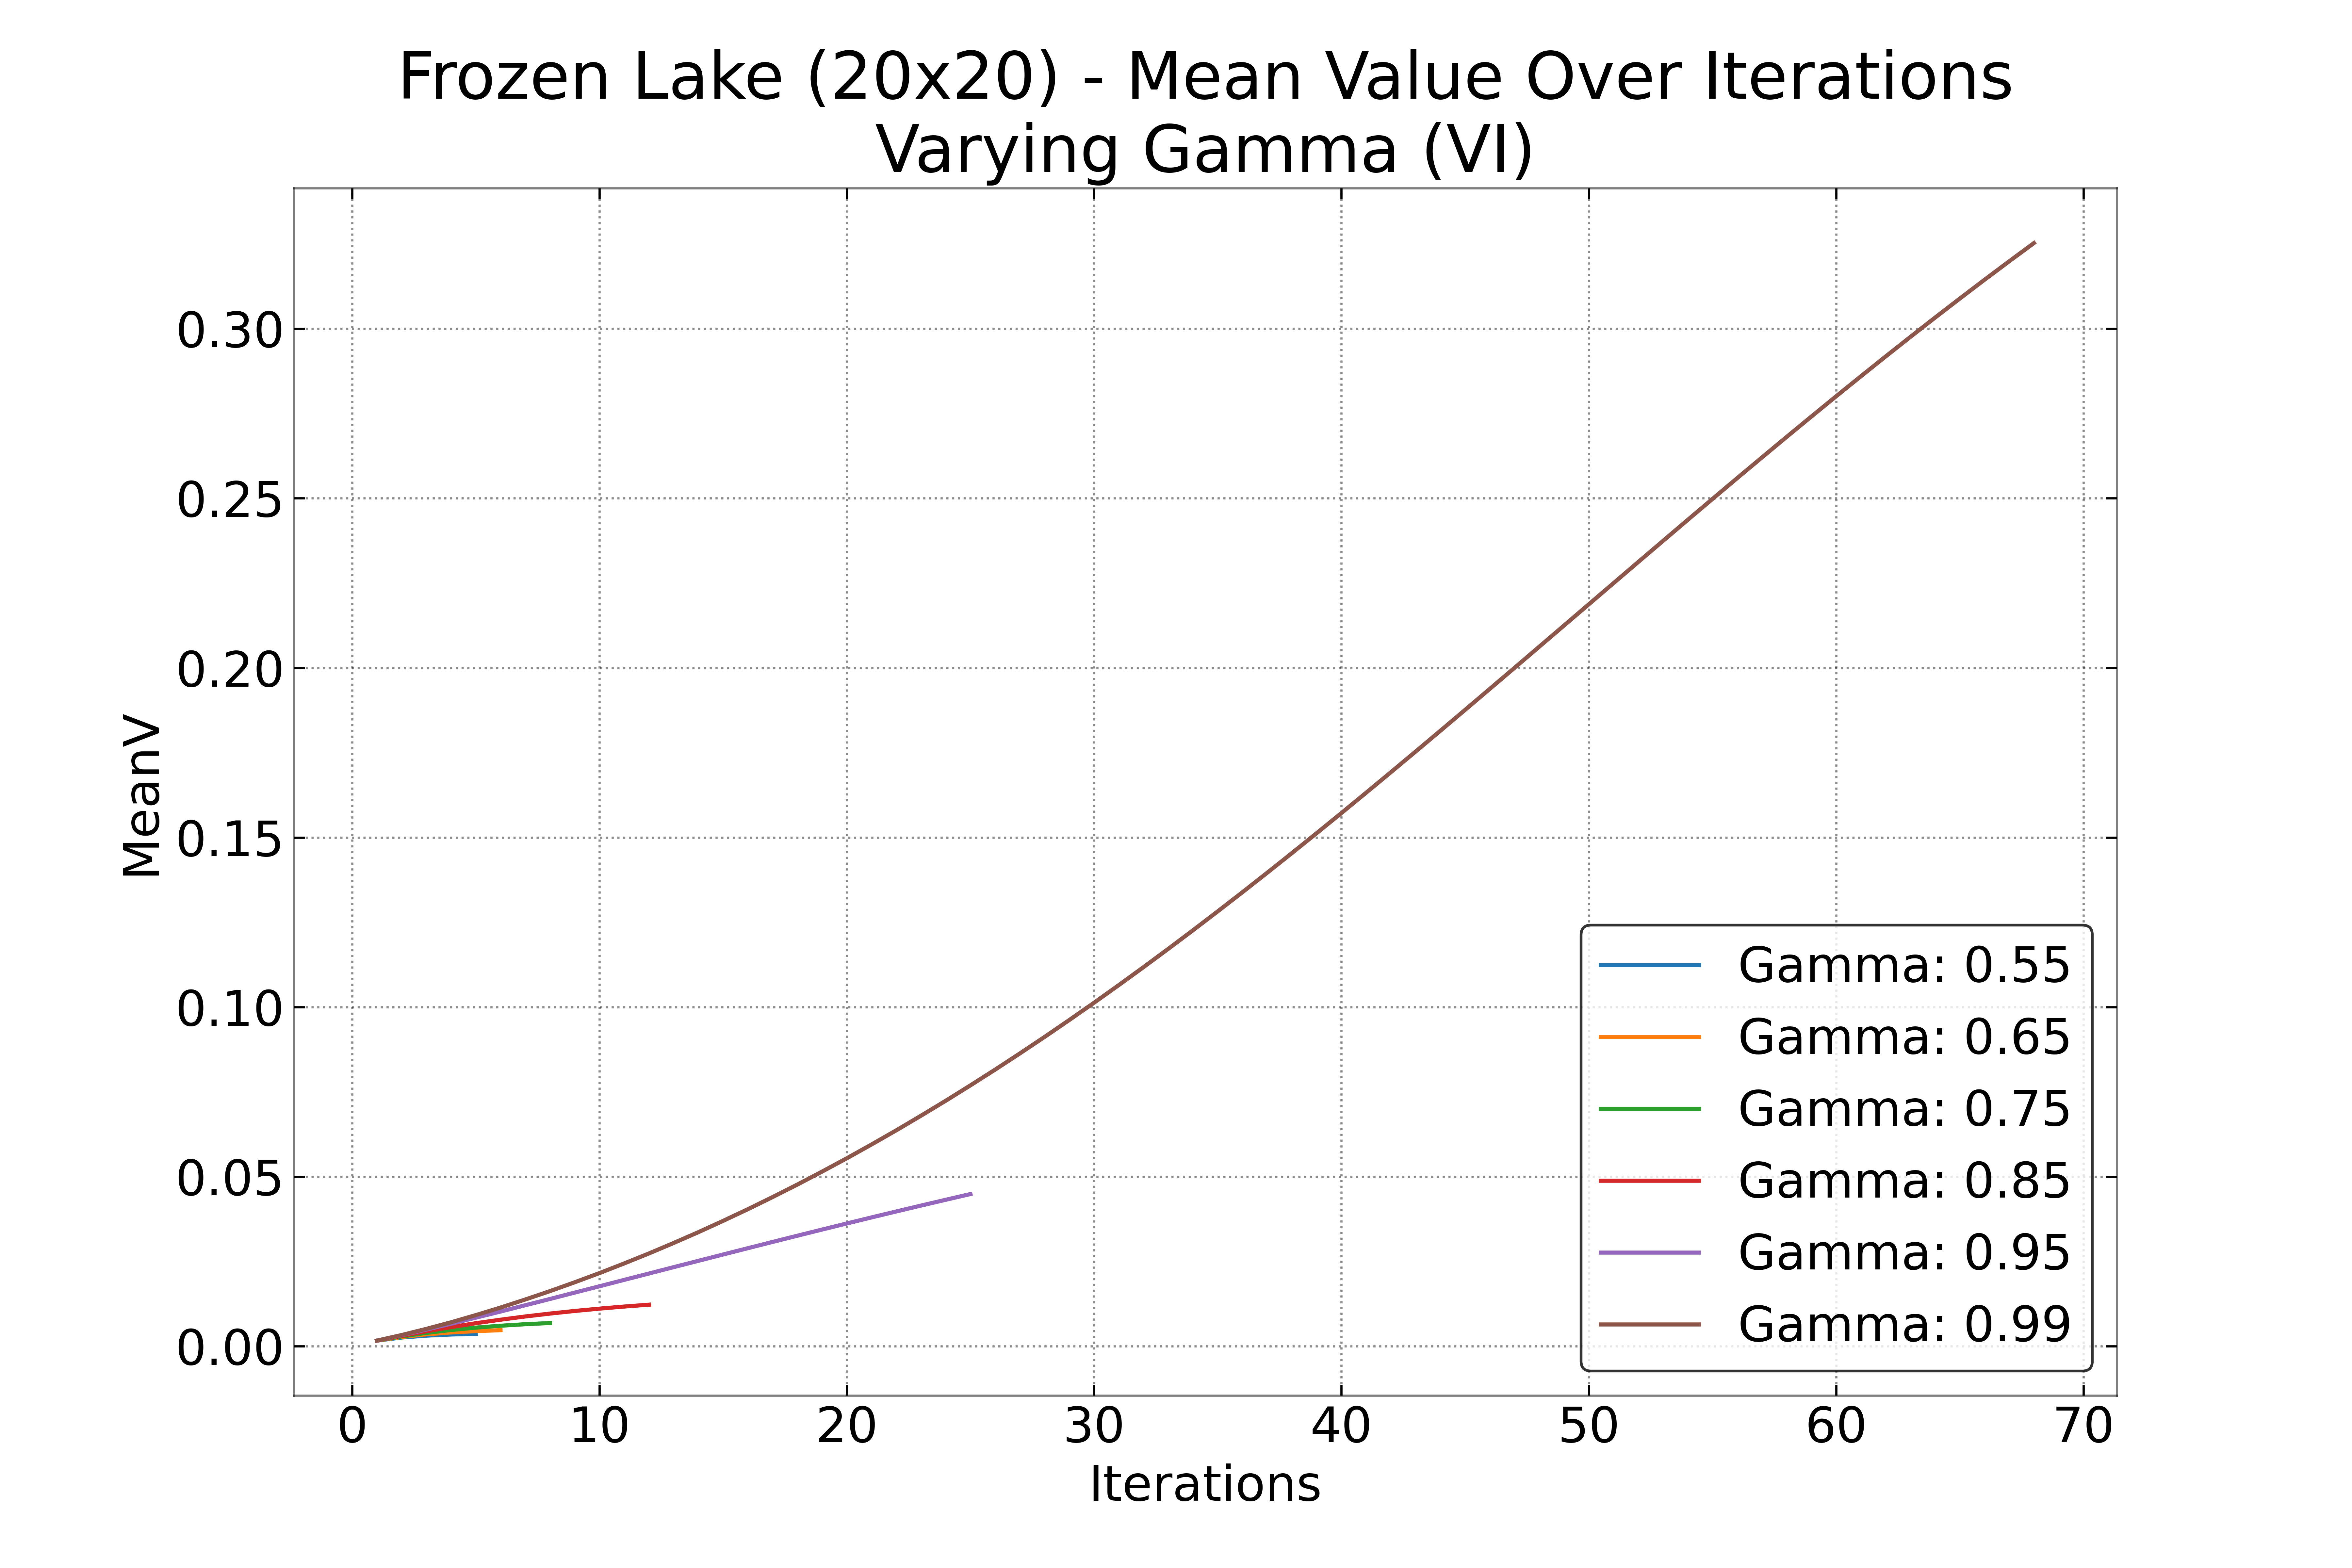 Frozen Lake (20x20) - Mean Value Over Iterations
Varying Gamma (VI)
MeanV
0.30
0.25
0.20
0.15
0.10
0.05
0.00
Gamma: 0.55
Gamma: 0.65
Gamma: 0.75
Gamma: 0.85
Gamma: 0.95
Gamma: 0.99
0 10 20 30 40 50 60 70
Iterations